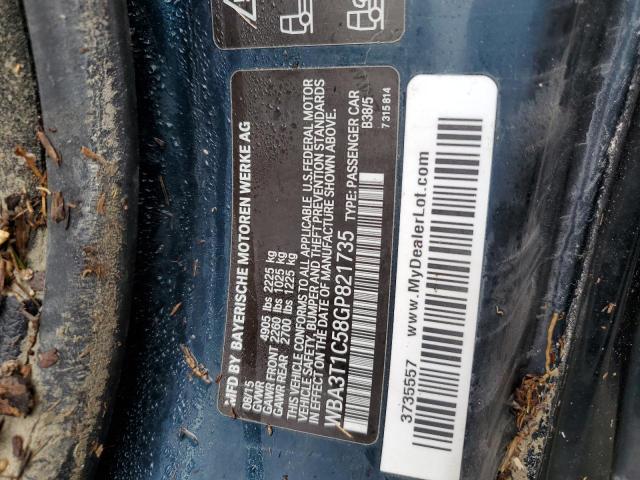 MFD BY BAYERISCHE MOTOREN WERKE AG
08/15
GVWR 4905 lbs 2225 kg
GAWR FRONT 2260 lbs 1025 kg
GAWR REAR 2700 lbs 1225 kg
THIS VEHICLE CONFORMS TO ALL APPLICABLE U.S. FEDERAL MOTOR
VEHICLE SAFETY, BUMPER AND THEFT PREVENTION STANDARDS
IN EFFECT ON THE DATE OF MANUFACTURE SHOWN ABOVE.
WBA3T1C58GP821735 TYPE: PASSENGER CAR
B38/5
7 315 814
www.MyDealerLot.com
3735557